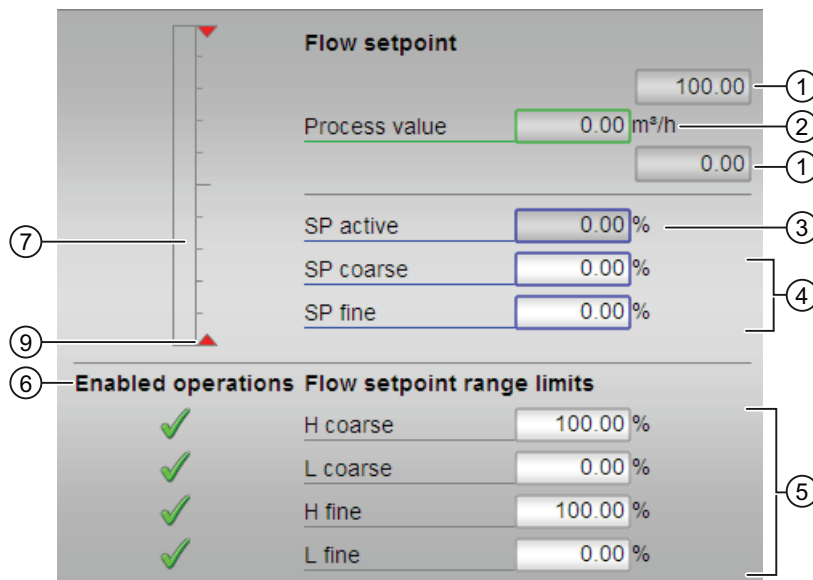 Flow setpoint
100.00 1
Process value 0.00 m³/h 2
0.00 1
SP active 0.00 % 3
7
SP coarse 0.00 %
4
SP fine 0.00 %
9
6 Enabled operations Flow setpoint range limits
H coarse 100.00 %
L coarse 0.00 %
5
H fine 100.00 %
L fine 0.00 %